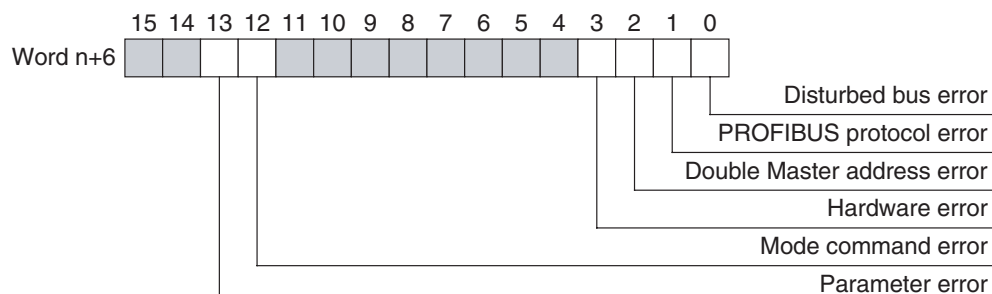 15 14 13 12 11 10 9 8 7 6 5 4 3 2 1 0
Word n+6
Disturbed bus error
PROFIBUS protocol error
Double Master address error
Hardware error
Mode command error
Parameter error